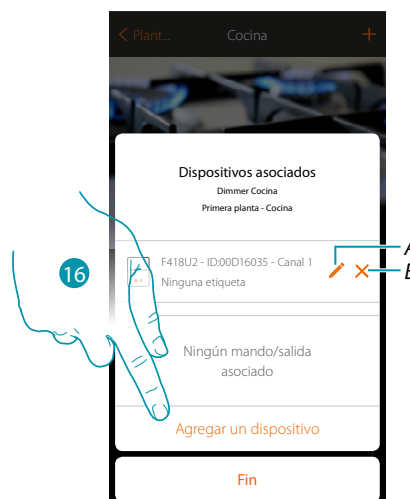 Plant...
Cocina
Dispositivos asociados
Dimmer Cocina
Primera planta - Cocina
F418U2 - ID:00D16035 - Canal 1
Ninguna etiqueta
A
B
16
Ningún mando/salida
asociado
Agregar un dispositivo
Fin